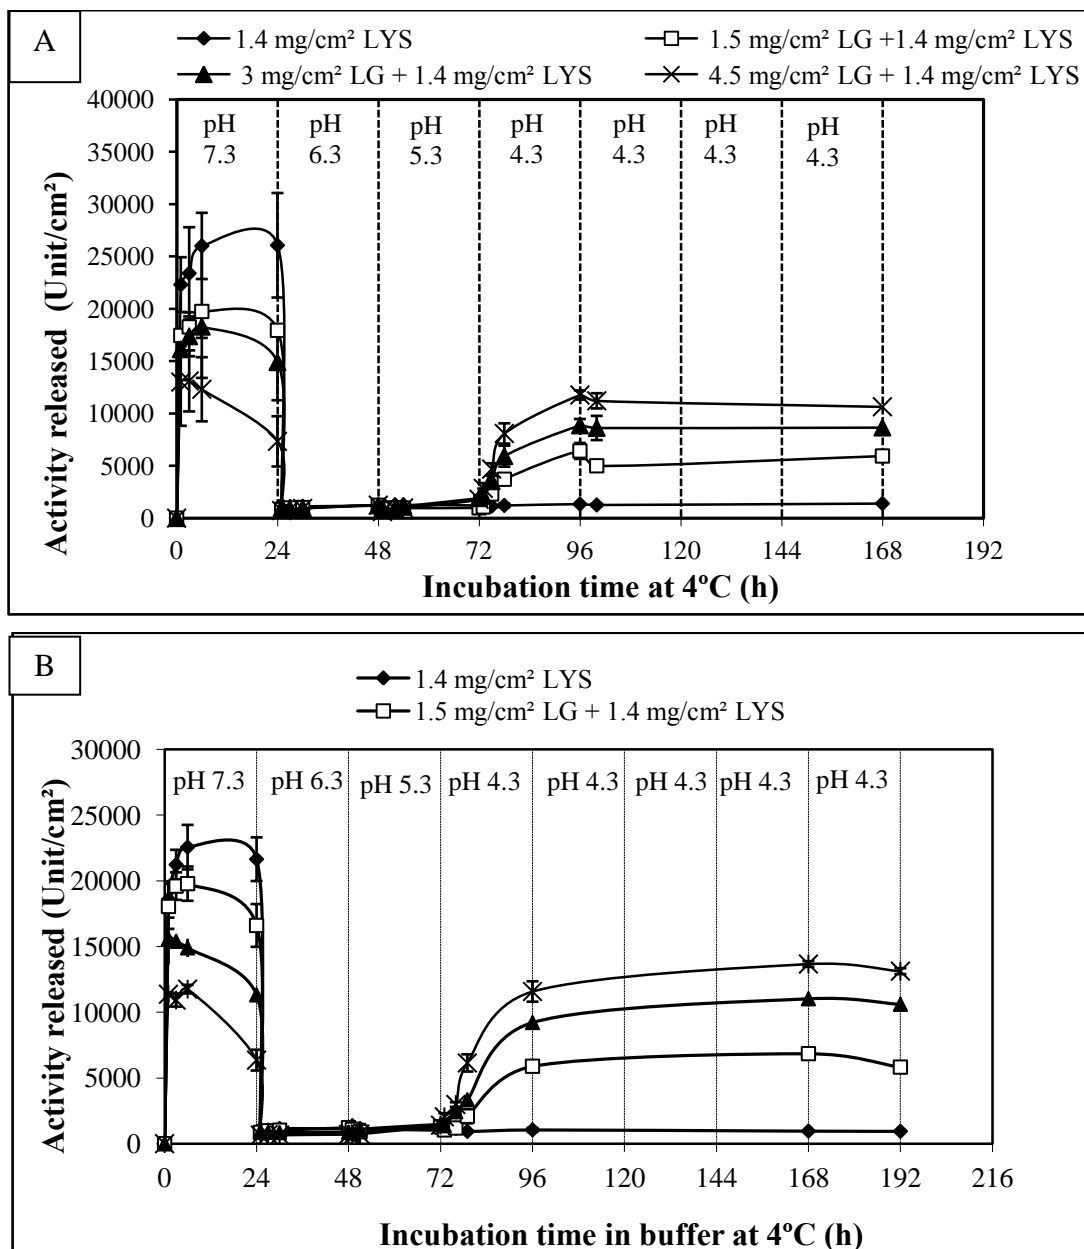 A
1.4 mg/cm² LYS
1.5 mg/cm² LG +1.4 mg/cm² LYS
3 mg/cm² LG + 1.4 mg/cm² LYS
4.5 mg/cm² LG + 1.4 mg/cm² LYS
40000
35000
30000
25000
20000
15000
10000
5000
0
pH 7.3
pH 6.3
pH 5.3
pH 4.3
pH 4.3
pH 4.3
pH 4.3
Activity released (Unit/cm²)
0 24 48 72 96 120 144 168 192
Incubation time at 4ºC (h)
B
1.4 mg/cm² LYS
1.5 mg/cm² LG + 1.4 mg/cm² LYS
30000
25000
20000
15000
10000
5000
0
pH 7.3 pH 6.3 pH 5.3 pH 4.3 pH 4.3 pH 4.3 pH 4.3 pH 4.3
Activity released (Unit/cm²)
0 24 48 72 96 120 144 168 192 216
Incubation time in buffer at 4ºC (h)